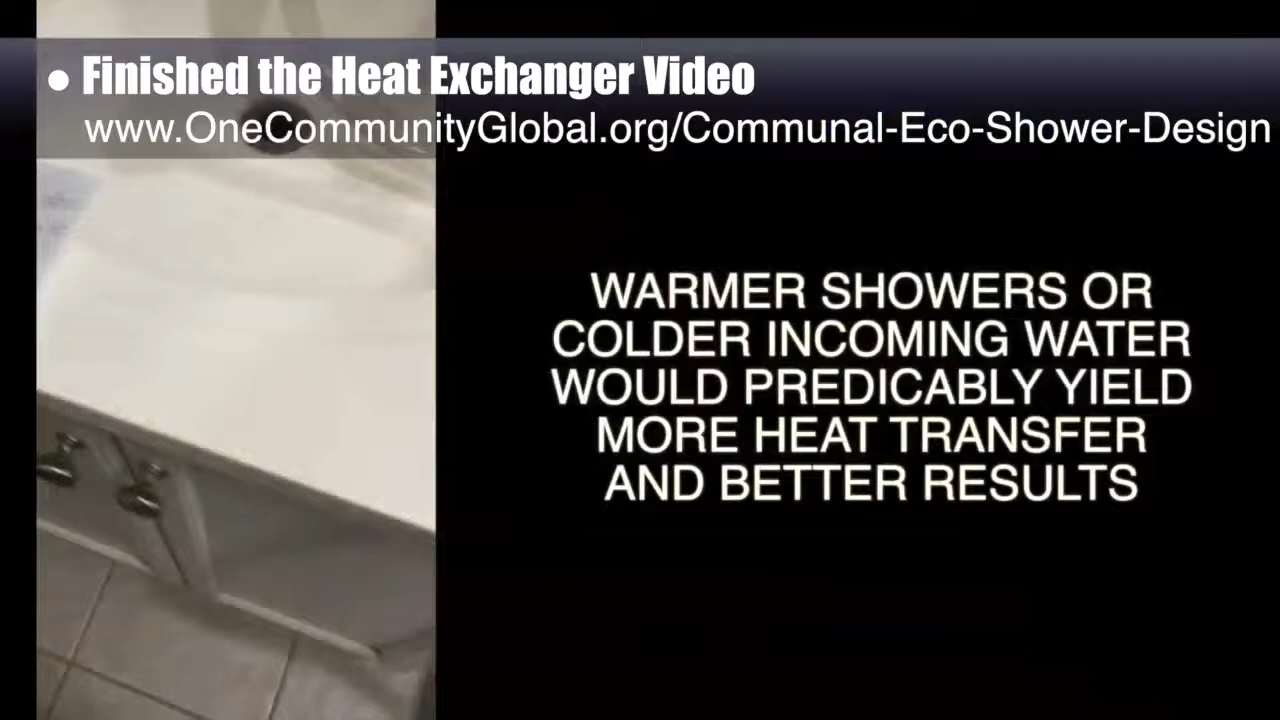 • Finished the Heat Exchanger Video
www.OneCommunityGlobal.org/Communal-Eco-Shower-Design
WARMER SHOWERS OR
COLDER INCOMING WATER
WOULD PREDICABLY YIELD
MORE HEAT TRANSFER
AND BETTER RESULTS